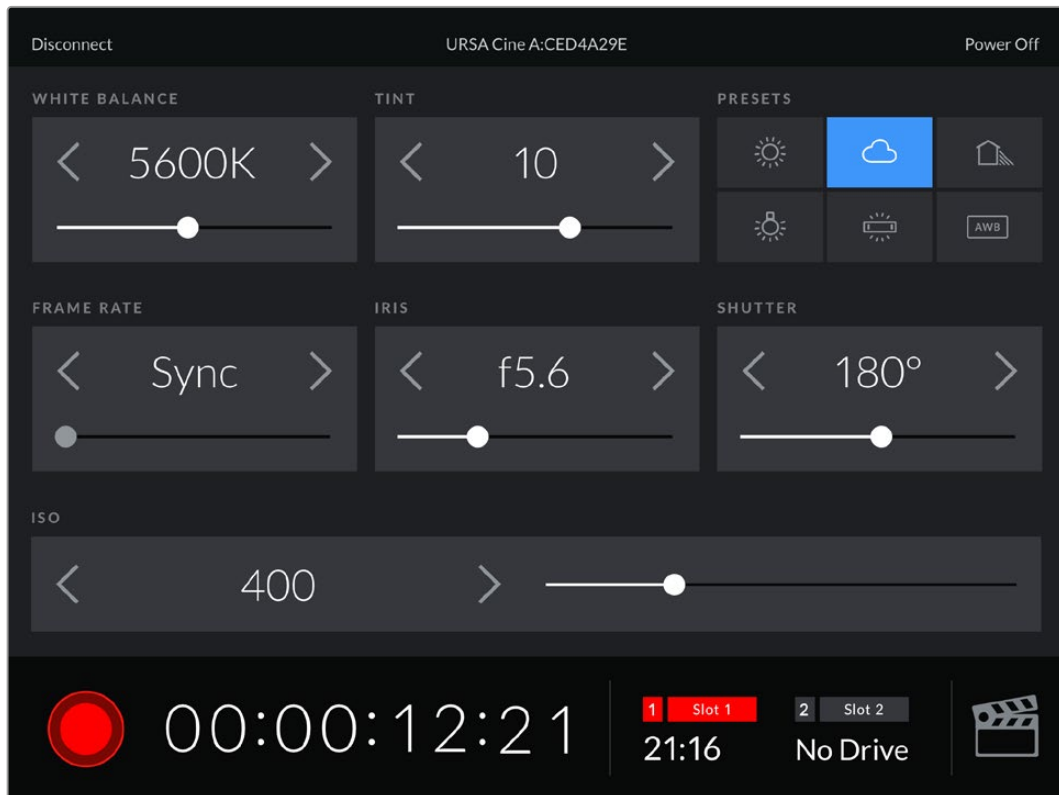 Disconnect
URSA Cine A:CED4A29E
Power Off
WHITE BALANCE
TINT
PRESETS
5600K
10
AWB
FRAME RATE
IRIS
SHUTTER
Sync
f5.6
180°
ISO
400
00:00:12:21
1 Slot 1
21:16
2 Slot 2
No Drive